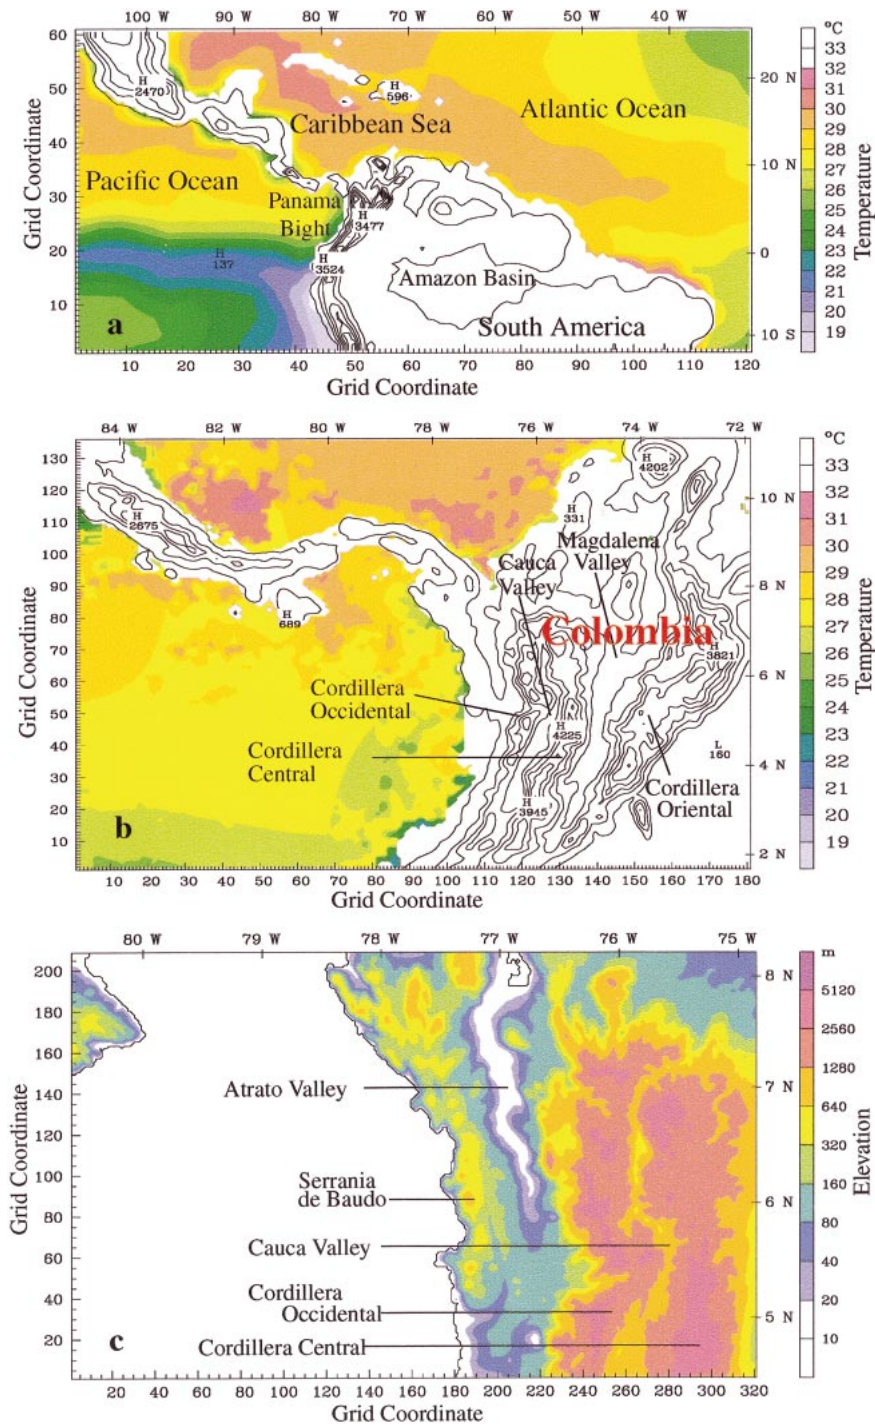 100 W 90 W 80 W 72 W 66 W 54 W 46 W 36 W
°C
60
50
40
30
20
10
Grid Coordinate
H
2470
H
596
Caribbean Sea
Atlantic Ocean
Pacific Ocean
Panama
Bight
H
3477
H
137
H
3524
Amazon Basin
South America
a
20 N
10 N
0
10 S
33
32
31
30
29
28
27
26
25
24
23
22
21
20
19
Temperature
10 20 30 40 50 60 70 80 90 100 110 120
Grid Coordinate
84 W 82 W 80 W 78 W 76 W 74 W 72 W
°C
130
120
110
100
90
80
70
60
50
40
30
20
10
Grid Coordinate
H
2675
H
689
H
4202
H
331
Magdalena
Valley
Cauca
Valley
Colombia
H
3821
Cordillera
Occidental
H
4225
L
160
Cordillera
Central
Cordillera
Oriental
H
3945
b
10 N
8 N
6 N
4 N
2 N
33
32
31
30
29
28
27
26
25
24
23
22
21
20
19
Temperature
10 20 30 40 50 60 70 80 90 100 110 120 130 140 150 160 170 180
Grid Coordinate
80 W 79 W 78 W 77 W 76 W 75 W
m
200
180
160
140
120
100
80
60
40
20
Grid Coordinate
Atrato Valley
Serrania
de Baudo
Cauca Valley
Cordillera
Occidental
Cordillera Central
c
8 N
7 N
6 N
5 N
5120
2560
1280
640
320
160
80
40
20
10
Elevation
20 40 60 80 100 120 140 160 180 200 220 240 260 280 300 320
Grid Coordinate